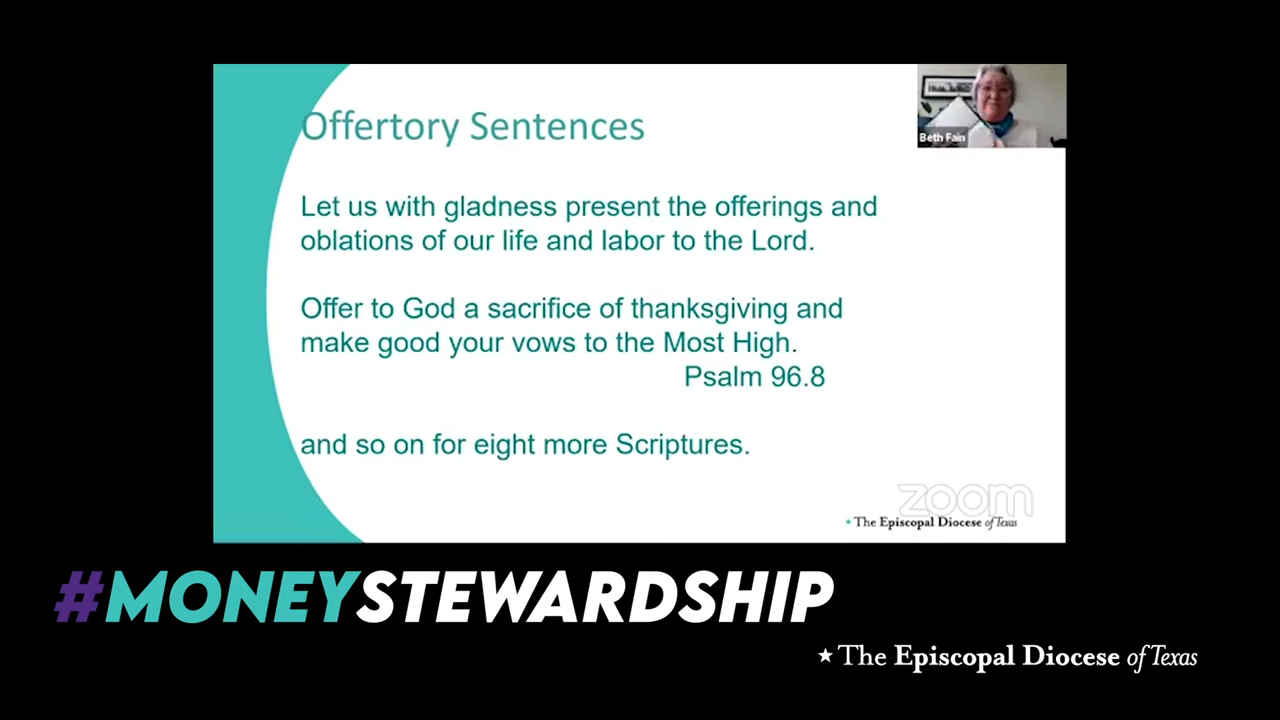 Offertory Sentences
Beth Fain
Let us with gladness present the offerings and
oblations of our life and labor to the Lord.
Offer to God a sacrifice of thanksgiving and
make good your vows to the Most High.
Psalm 96.8
and so on for eight more Scriptures.
zoom
The Episcopal Diocese of Texas
#MONEYSTEWARDSHIP
The Episcopal Diocese of Texas